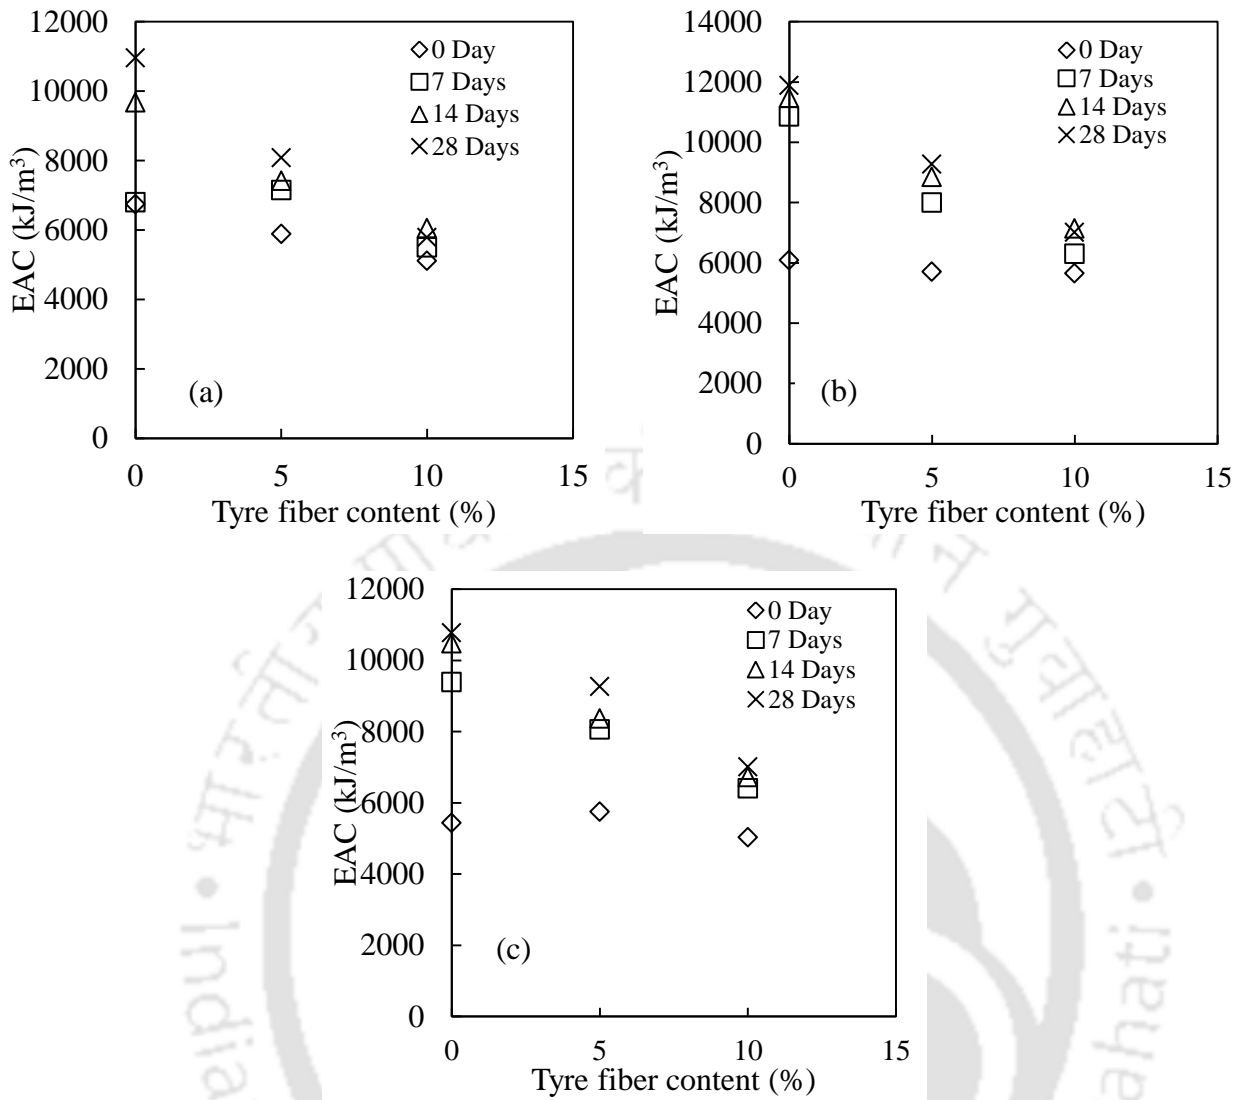 12000
10000
8000
6000
4000
2000
0
EAC (kJ/m³)
0 Day
7 Days
14 Days
28 Days
(a)
0 5 10 15
Tyre fiber content (%)
14000
12000
10000
8000
6000
4000
2000
0
EAC (kJ/m³)
0 Day
7 Days
14 Days
28 Days
(b)
0 5 10 15
Tyre fiber content (%)
12000
10000
8000
6000
4000
2000
0
EAC (kJ/m³)
0 Day
7 Days
14 Days
28 Days
(c)
0 5 10 15
Tyre fiber content (%)